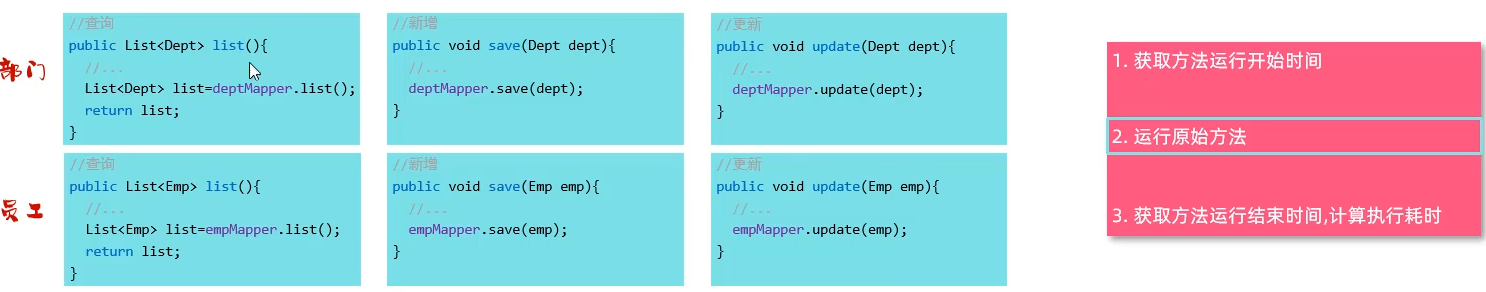 部门
//查询
public List<Dept> list(){
//...
List<Dept> list=deptMapper.list();
return list;
}
//新增
public void save(Dept dept){
//...
deptMapper.save(dept);
}
//更新
public void update(Dept dept){
//...
deptMapper.update(dept);
}
员工
//查询
public List<Emp> list(){
//...
List<Emp> list=empMapper.list();
return list;
}
//新增
public void save(Emp emp){
//...
empMapper.save(emp);
}
//更新
public void update(Emp emp){
//...
empMapper.update(emp);
}
1. 获取方法运行开始时间
2. 运行原始方法
3. 获取方法运行结束时间,计算执行耗时